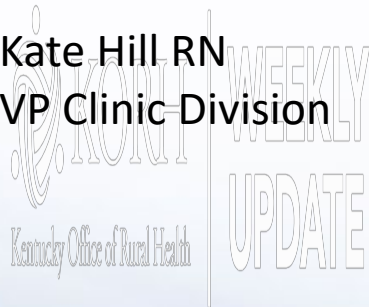 Kate Hill RN
VP Clinic Division
KORH
Kentucky Office of Rural Health
WEEKLY
UPDATE